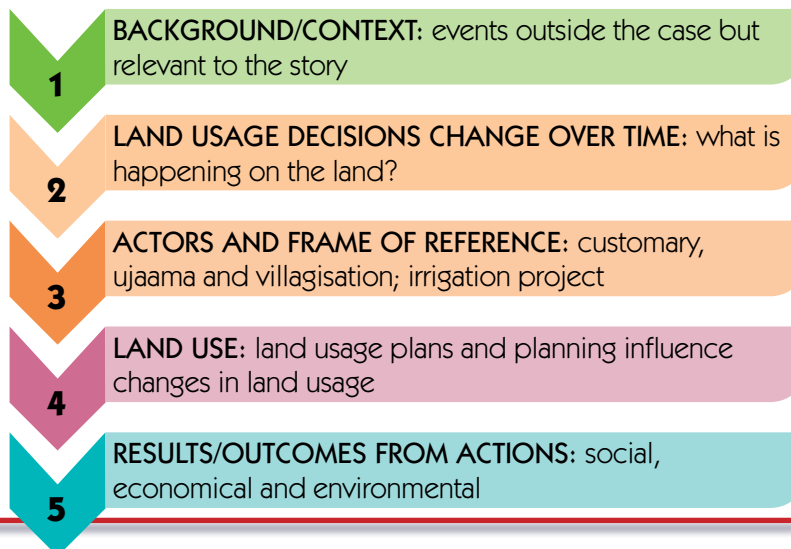 BACKGROUND/CONTEXT: events outside the case but
relevant to the story
1
LAND USAGE DECISIONS CHANGE OVER TIME: what is
happening on the land?
2
ACTORS AND FRAME OF REFERENCE: customary,
ujaama and villagisation; irrigation project
3
LAND USE: land usage plans and planning influence
changes in land usage
4
RESULTS/OUTCOMES FROM ACTIONS: social,
economical and environmental
5